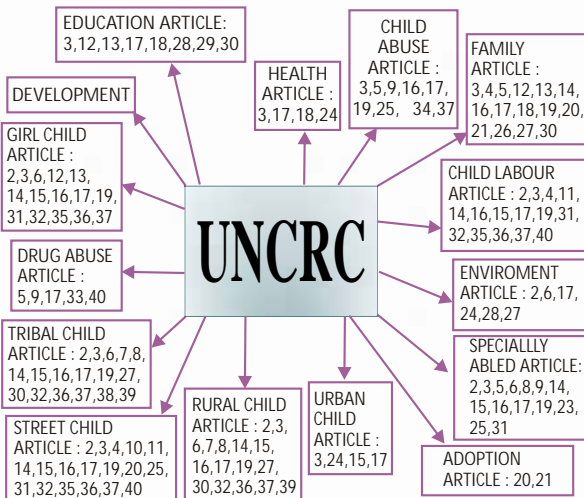 EDUCATION ARTICLE:
3,12,13,17,18,28,29,30
CHILD
ABUSE
ARTICLE :
3,5,9,16,17,
19,25, 34,37
FAMILY
ARTICLE :
3,4,5,12,13,14,
16,17,18,19,20,
21,26,27,30
HEALTH
ARTICLE :
3,17,18,24
DEVELOPMENT
GIRL CHILD
ARTICLE :
2,3,6,12,13,
14,15,16,17,19,
31,32,35,36,37
CHILD LABOUR
ARTICLE : 2,3,4,11,
14,16,15,17,19,31,
32,35,36,37,40
UNCRC
DRUG ABUSE
ARTICLE :
5,9,17,33,40
ENVIROMENT
ARTICLE : 2,6,17,
24,28,27
TRIBAL CHILD
ARTICLE : 2,3,6,7,8,
14,15,16,17,19,27,
30,32,36,37,38,39
SPECIALLLY
ABLED ARTICLE:
2,3,5,6,8,9,14,
15,16,17,19,23,
25,31
STREET CHILD
ARTICLE : 2,3,4,10,11,
14,15,16,17,19,20,25,
31,32,35,36,37,40
RURAL CHILD
ARTICLE : 2,3,
6,7,8,14,15,
16,17,19,27,
30,32,36,37,39
URBAN
CHILD
ARTICLE :
3,24,15,17
ADOPTION
ARTICLE : 20,21